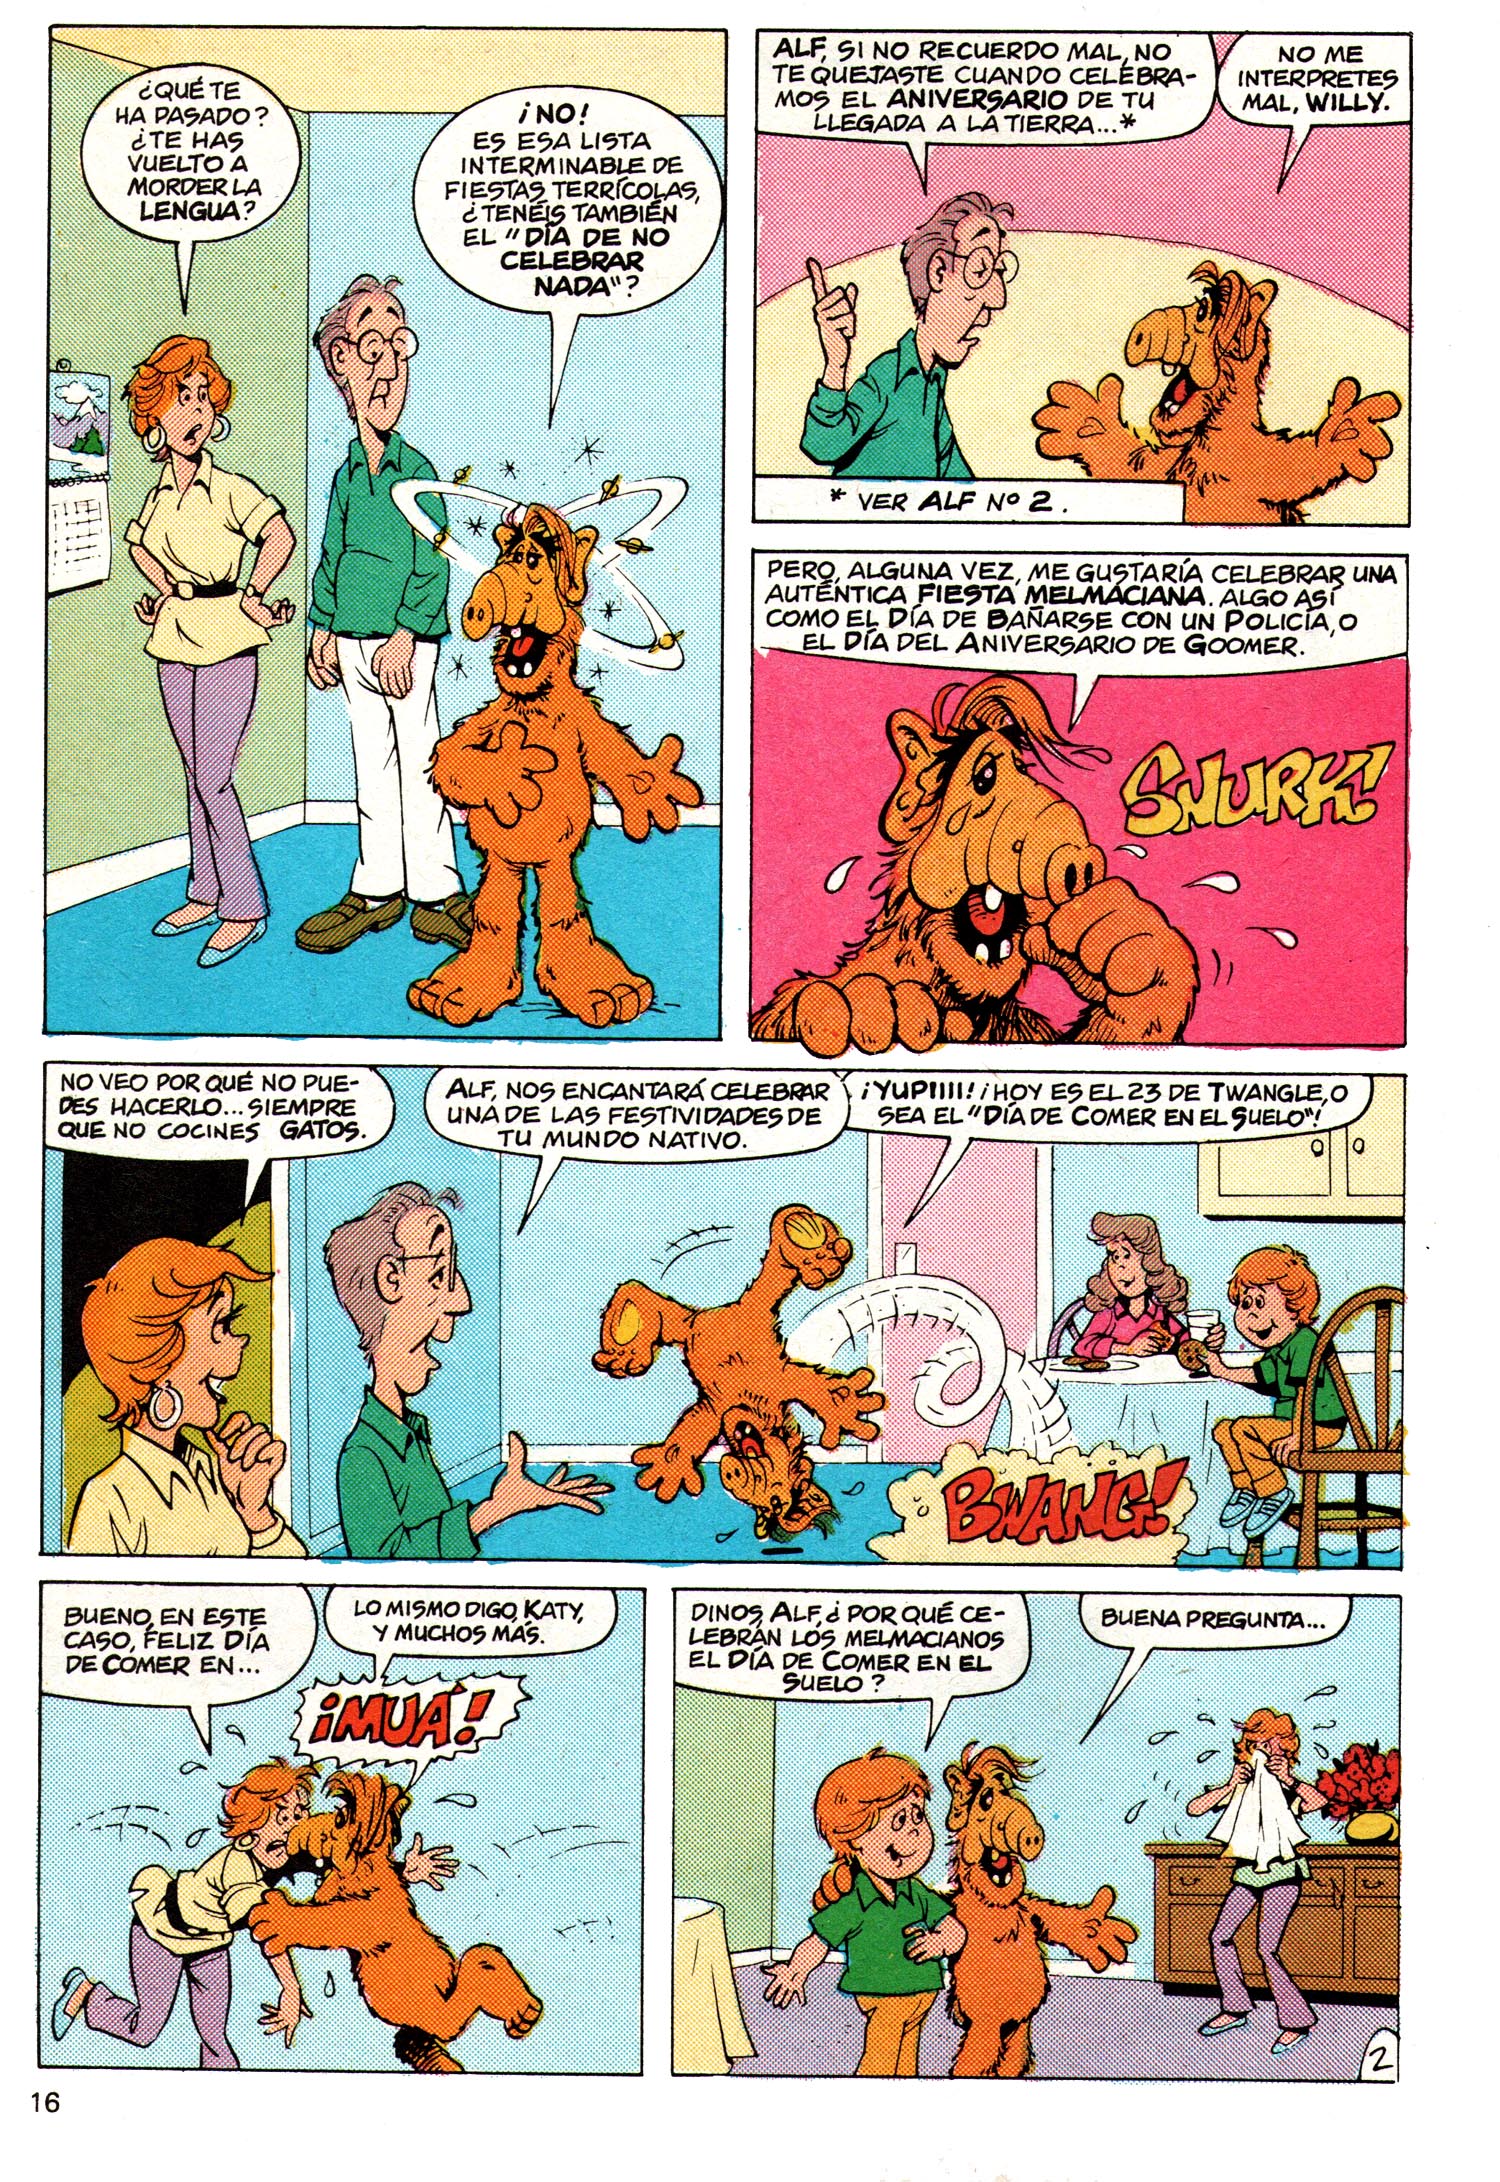 ¿QUÉ TE
HA PASADO?
¿TE HAS
VUELTO A
MORDER LA
LENGUA?
¡NO!
ES ESA LISTA
INTERMINABLE DE
FIESTAS TERRÍCOLAS,
¿TENÉIS TAMBIÉN
EL "DÍA DE NO
CELEBRAR
NADA"?
ALF, SI NO RECUERDO MAL, NO
TE QUEJASTE CUANDO CELEBRA-
MOS EL ANIVERSARIO DE TU
LLEGADA A LA TIERRA...*
NO ME
INTERPRETES
MAL, WILLY.
* VER ALF Nº 2.
PERO, ALGUNA VEZ, ME GUSTARÍA CELEBRAR UNA
AUTÉNTICA FIESTA MELMACIANA. ALGO ASÍ
COMO EL DÍA DE BAÑARSE CON UN POLICÍA, O
EL DÍA DEL ANIVERSARIO DE GOOMER.
SNURK!
NO VEO POR QUÉ NO PUE-
DES HACERLO... SIEMPRE
QUE NO COCINES GATOS.
ALF, NOS ENCANTARÁ CELEBRAR
UNA DE LAS FESTIVIDADES DE
TU MUNDO NATIVO.
¡YUPIIII! ¡HOY ES EL 23 DE TWANGLE, O
SEA EL "DÍA DE COMER EN EL SUELO"!
BWANG!
BUENO, EN ESTE
CASO, FELIZ DÍA
DE COMER EN...
LO MISMO DIGO, KATY,
Y MUCHOS MÁS.
¡MUÁ!
DINOS, ALF, ¿POR QUÉ CE-
LEBRÁN LOS MELMACIANOS
EL DÍA DE COMER EN EL
SUELO?
BUENA PREGUNTA...
2
16